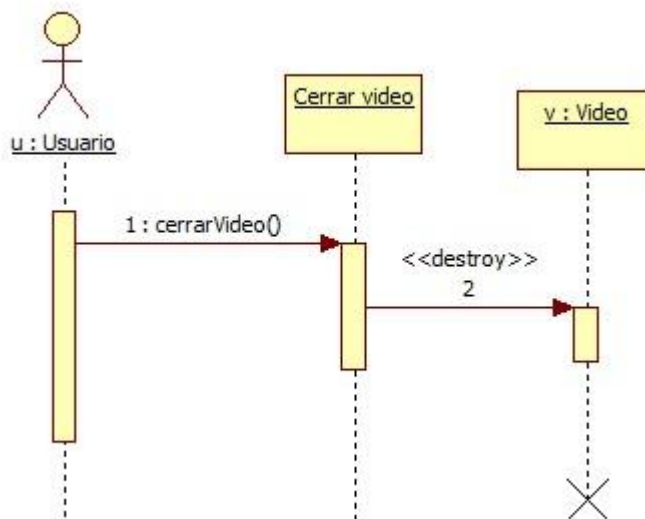 Cerrar video
v : Video
u : Usuario
1 : cerrarVideo()
<<destroy>>
2